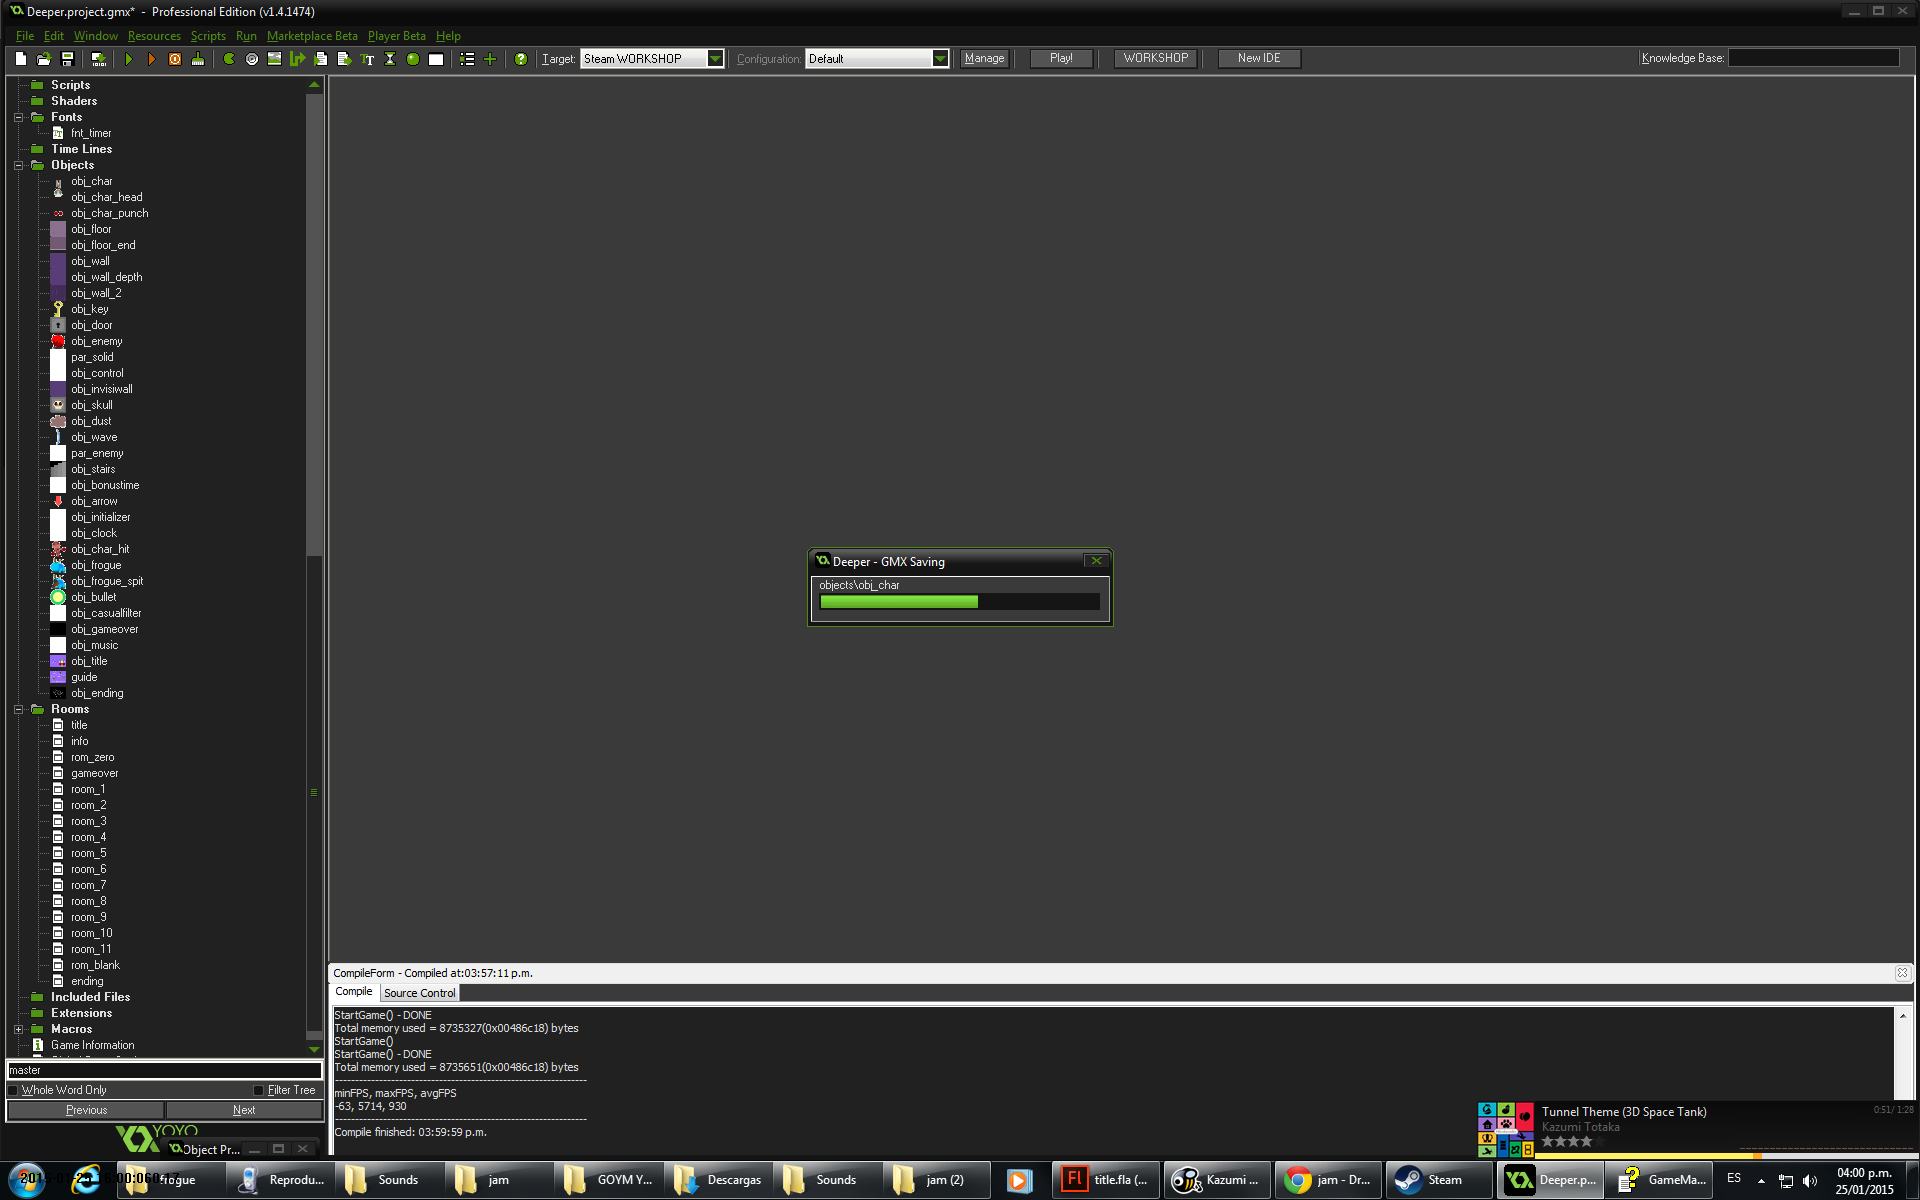 Deeper.project.gmx* - Professional Edition (v1.4.1474)
File Edit Window Resources Scripts Run Marketplace Beta Player Beta Help
Target: Steam WORKSHOP Configuration: Default Manage Play! WORKSHOP New IDE Knowledge Base:
Scripts
Shaders
Fonts
fnt_timer
Time Lines
Objects
obj_char
obj_char_head
obj_char_punch
obj_floor
obj_floor_end
obj_wall
obj_wall_depth
obj_wall_2
obj_key
obj_door
obj_enemy
par_solid
obj_control
obj_invisiwall
obj_skull
obj_dust
obj_wave
par_enemy
obj_stairs
obj_bonustime
obj_arrow
obj_initializer
obj_clock
obj_char_hit
obj_frogue
obj_frogue_spit
obj_bullet
obj_casualfilter
obj_gameover
obj_music
obj_title
guide
obj_ending
Rooms
title
info
rom_zero
gameover
room_1
room_2
room_3
room_4
room_5
room_6
room_7
room_8
room_9
room_10
room_11
rom_blank
ending
Included Files
Extensions
Macros
Game Information
master
Whole Word Only Filter Tree
Previous Next
YOYO
Object Pr...
Deeper - GMX Saving
objects\obj_char
CompileForm - Compiled at:03:57:11 p.m.
Compile Source Control
StartGame() - DONE
Total memory used = 8735327(0x00486c18) bytes
StartGame()
StartGame() - DONE
Total memory used = 8735651(0x00486c18) bytes
minFPS, maxFPS, avgFPS
-63, 5714, 930
Compile finished: 03:59:59 p.m.
Tunnel Theme (3D Space Tank) 0:51/ 1:28
Kazumi Totaka
frogue Reprodu... Sounds jam GOYM Y... Descargas Sounds jam (2) Fl title.fla (... Kazumi ... jam - Dr... Steam Deeper.p... GameMa... ES
04:00 p.m.
25/01/2015